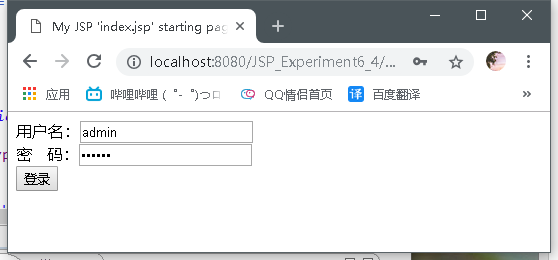 My JSP 'index.jsp' starting pag
localhost:8080/JSP_Experiment6_4/...
应用 哔哩哔哩 ( ゜- ゜)つロ QQ情侣首页 译 百度翻译 »
用户名： admin
密 码： ••••••
登录